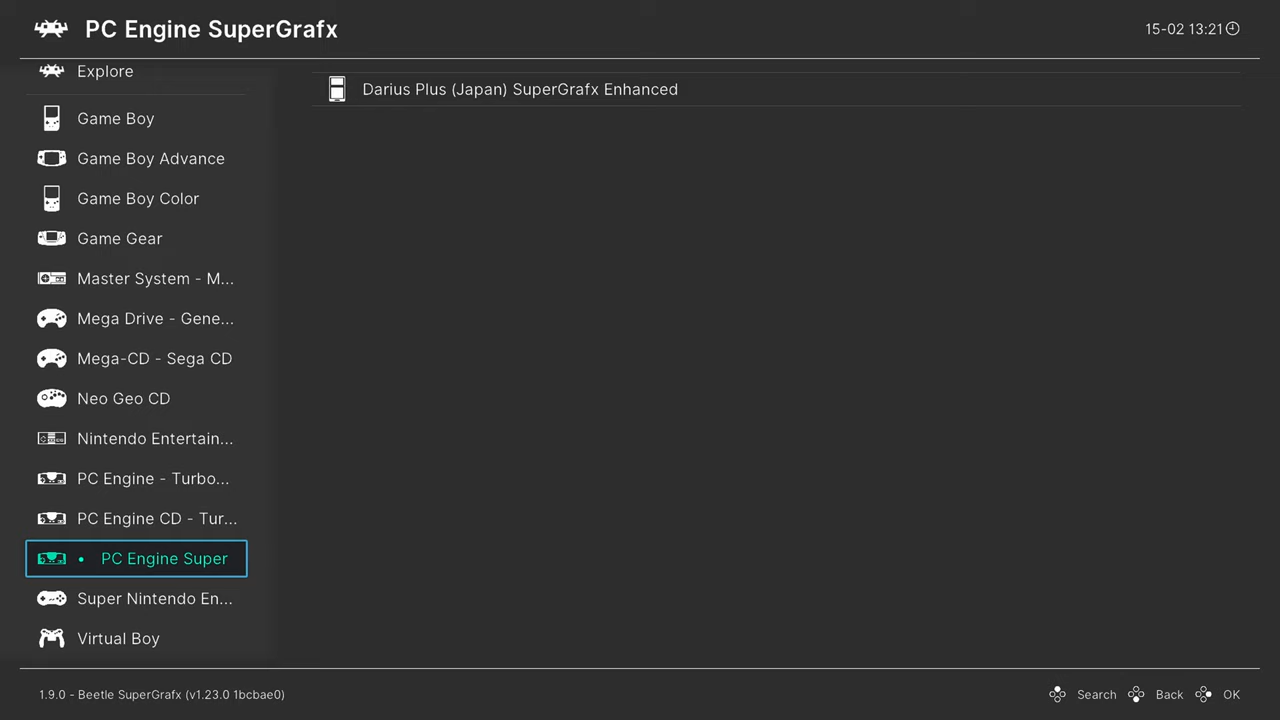 PC Engine SuperGrafx
15-02 13:21
Explore
Game Boy
Game Boy Advance
Game Boy Color
Game Gear
Master System - M...
Mega Drive - Gene...
Mega-CD - Sega CD
Neo Geo CD
Nintendo Entertain...
PC Engine - Turbo...
PC Engine CD - Tur...
• PC Engine Super
Super Nintendo En...
Virtual Boy
Darius Plus (Japan) SuperGrafx Enhanced
1.9.0 - Beetle SuperGrafx (v1.23.0 1bcbae0)
Search Back OK